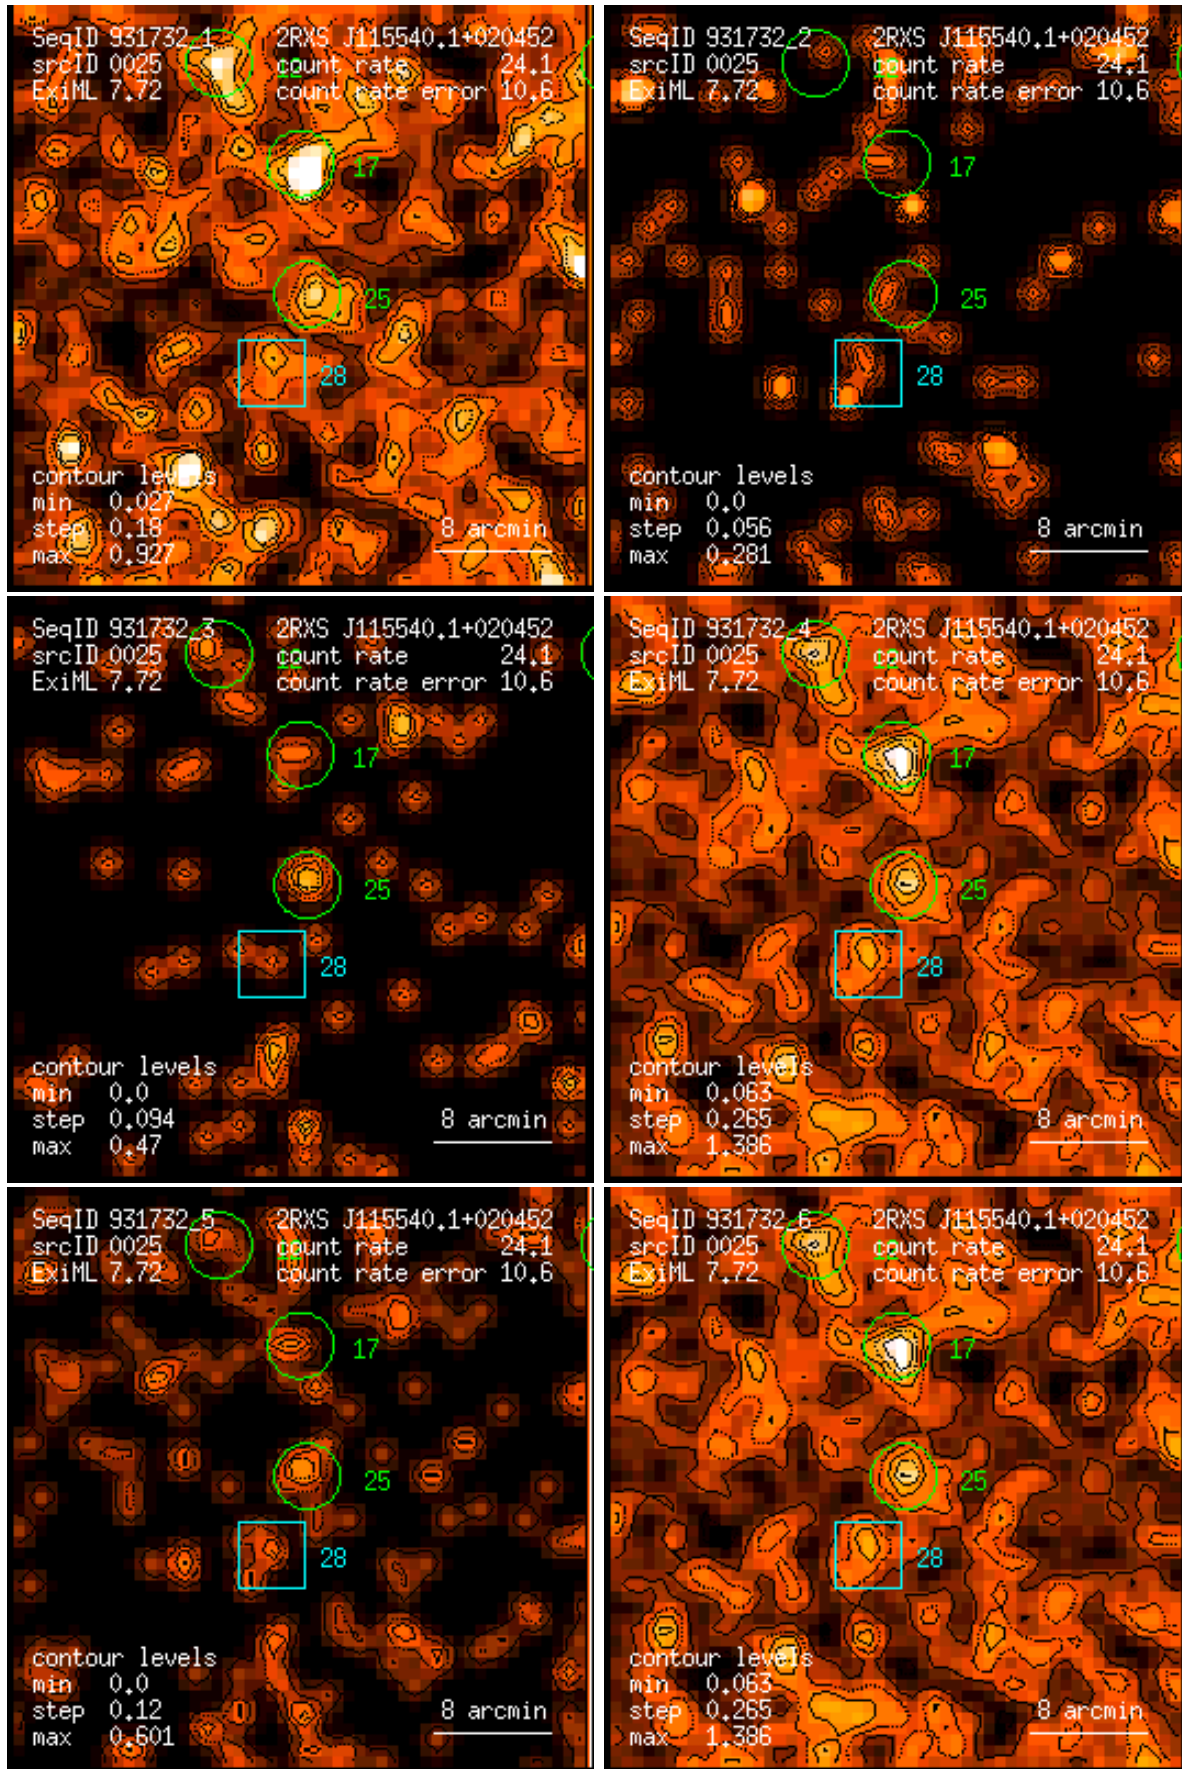 SeqID 931732_1 2RXS J115540.1+020452
srcID 0025 count rate 24.1
ExiML 7.72 count rate error 10.6
17
25
28
contour levels
min 0.027
step 0.18
max 0.927
8 arcmin
SeqID 931732_2 2RXS J115540.1+020452
srcID 0025 count rate 24.1
ExiML 7.72 count rate error 10.6
17
25
28
contour levels
min 0.0
step 0.056
max 0.281
8 arcmin
SeqID 931732_3 2RXS J115540.1+020452
srcID 0025 count rate 24.1
ExiML 7.72 count rate error 10.6
17
25
28
contour levels
min 0.0
step 0.094
max 0.47
8 arcmin
SeqID 931732_4 2RXS J115540.1+020452
srcID 0025 count rate 24.1
ExiML 7.72 count rate error 10.6
17
25
28
contour levels
min 0.063
step 0.265
max 1.386
8 arcmin
SeqID 931732_5 2RXS J115540.1+020452
srcID 0025 count rate 24.1
ExiML 7.72 count rate error 10.6
17
25
28
contour levels
min 0.0
step 0.12
max 0.601
8 arcmin
SeqID 931732_6 2RXS J115540.1+020452
srcID 0025 count rate 24.1
ExiML 7.72 count rate error 10.6
17
25
28
contour levels
min 0.063
step 0.265
max 1.386
8 arcmin